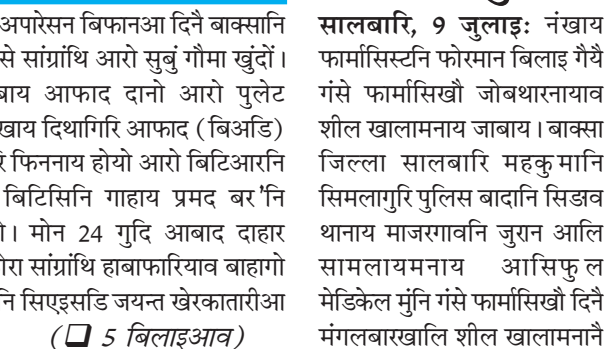 अपारेसन बिफानआ दिनै बाक्सानि
से सांग्रांथि आरो सुबुं गौमा खुंदों।
बाय आफाद दानो आरो पुलेट
खाय दिथागिरि आफाद (बिअडि)
रे फिननाय होयो आरो बिटिआरनि
बिटिसिनि गाहाय प्रमद बर'नि
ो। मोन 24 गुदि आबाद दाहार
ोरा सांग्रांथि हाबाफारियाव बाहागो
नि सिएइसडि जयन्त खेरकातारीआ
(❑ 5 बिलाइआव)
सालबारि, 9 जुलाइः नंखाय
फार्मासिस्टनि फोरमान बिलाइ गैयै
गंसे फार्मासिखौ जोबथारनायाव
शील खालामनाय जाबाय। बाक्सा
जिल्ला सालबारि महकुमानि
सिमलागुरि पुलिस बादानि सिङाव
थानाय माजरगावनि जुरान आलि
सामलायमनाय आसिफुल
मेडिकेल मुंनि गंसे फार्मासिखौ दिनै
मंगलबारखालि शील खालामनानै